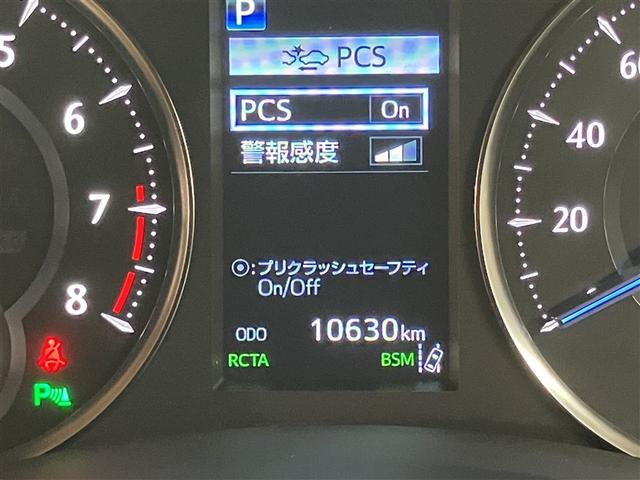 P
PCS
PCS On
警報感度
◎:プリクラッシュセーフティ
On/Off
ODO 10630km
RCTA BSM
5
6
7
8
P
60
40
20